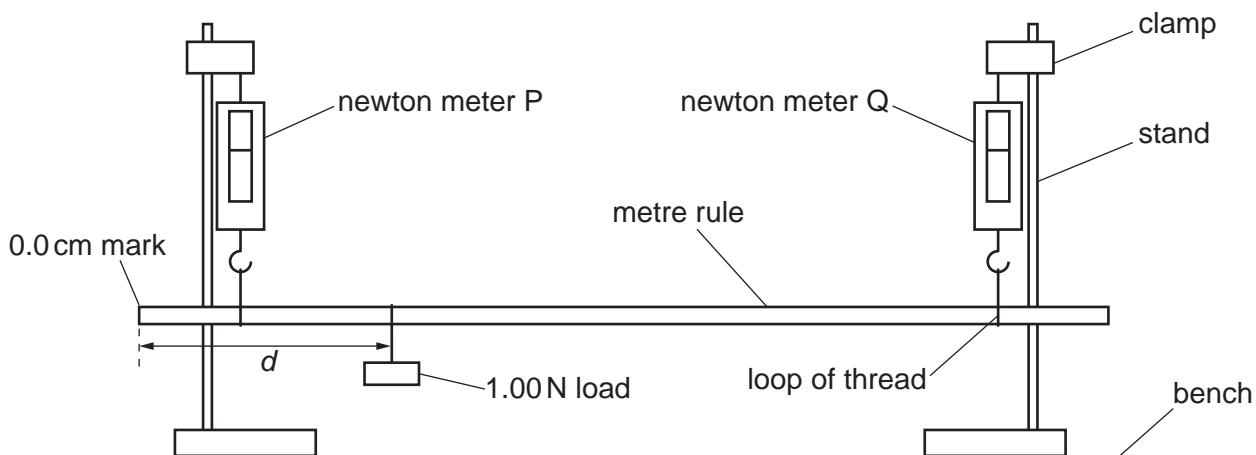 clamp
newton meter P
newton meter Q
stand
metre rule
0.0 cm mark
d
1.00 N load
loop of thread
bench